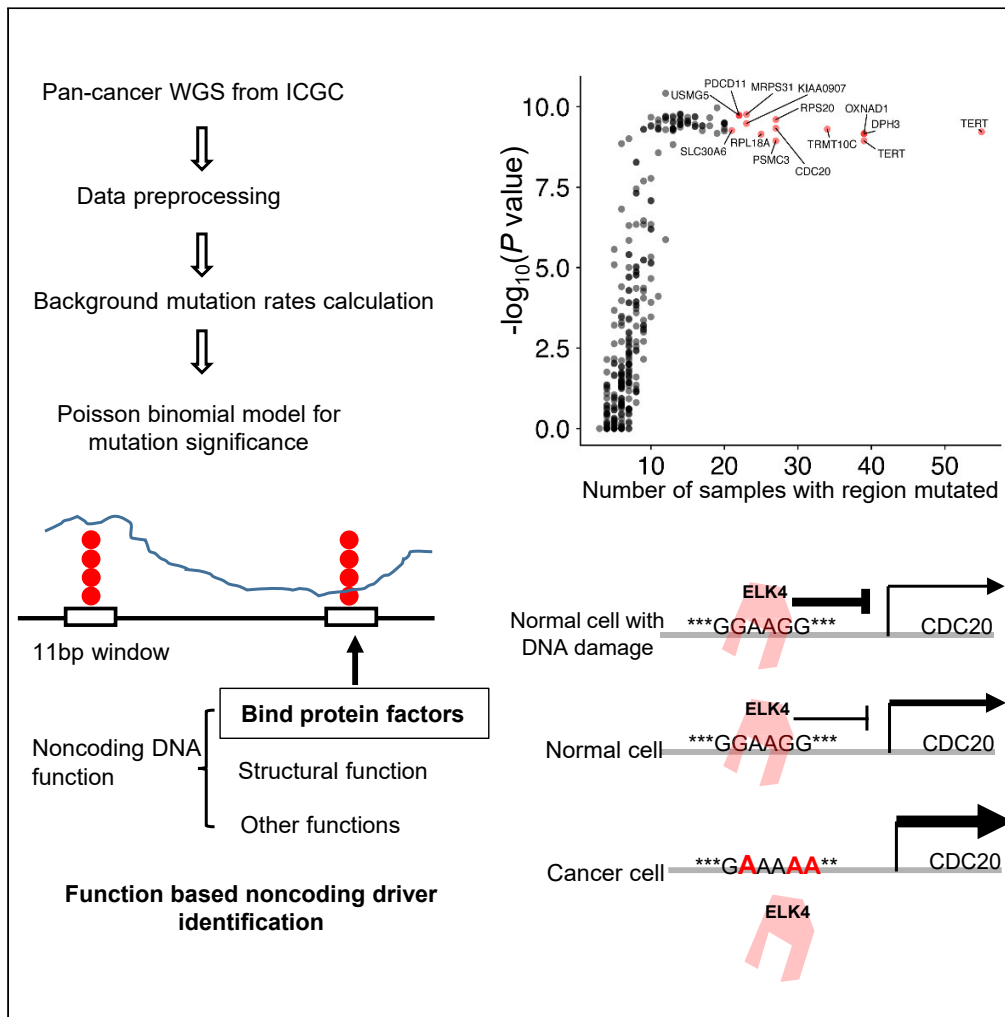 Pan-cancer WGS from ICGC
Data preprocessing
Background mutation rates calculation
Poisson binomial model for
mutation significance
11bp window
Bind protein factors
Noncoding DNA
function
Structural function
Other functions
Function based noncoding driver
identification
-log10(P value)
10.0
7.5
5.0
2.5
0.0
10
20
30
40
50
Number of samples with region mutated
PDCD11
MRPS31
KIAA0907
USMG5
RPS20
OXNAD1
DPH3
TERT
SLC30A6
RPL18A
PSMC3
CDC20
TRMT10C
TERT
Normal cell with
DNA damage
ELK4
***GGAAGG***
CDC20
Normal cell
ELK4
***GGAAGG***
CDC20
Cancer cell
***GAAAAA**
CDC20
ELK4